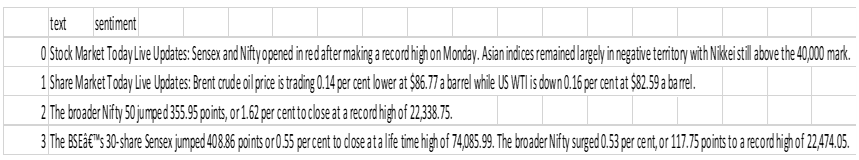 text sentiment
0 Stock Market Today Live Updates: Sensex and Nifty opened in red after making a record high on Monday. Asian indices remained largely in negative territory with Nikkei still above the 40,000 mark.
1 Share Market Today Live Updates: Brent crude oil price is trading 0.14 per cent lower at $86.77 a barrel while US WTI is down 0.16 per cent at $82.59 a barrel.
2 The broader Nifty 50 jumped 355.95 points, or 1.62 per cent to close at a record high of 22,338.75.
3 The BSEâ€™s 30-share Sensex jumped 408.86 points or 0.55 per cent to close at a life time high of 74,085.99. The broader Nifty surged 0.53 per cent, or 117.75 points to a record high of 22,474.05.